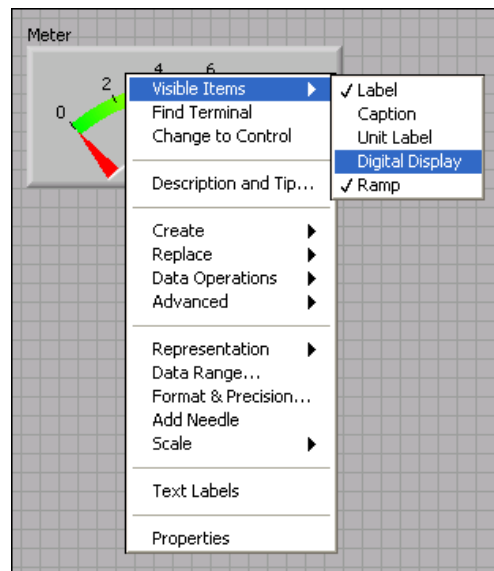 Meter
0
2
4
6
Visible Items
Find Terminal
Change to Control
Description and Tip...
Create
Replace
Data Operations
Advanced
Representation
Data Range...
Format & Precision...
Add Needle
Scale
Text Labels
Properties
Label
Caption
Unit Label
Digital Display
Ramp